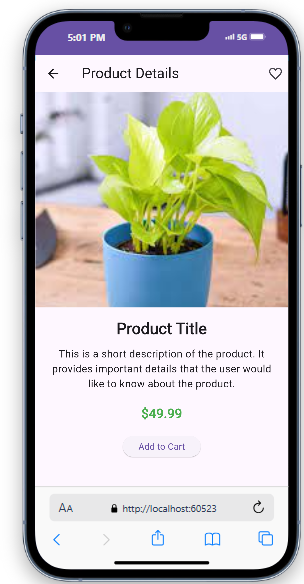 5:01 PM
5G
Product Details
Product Title
This is a short description of the product. It
provides important details that the user would
like to know about the product.
$49.99
Add to Cart
AA
http://localhost:60523